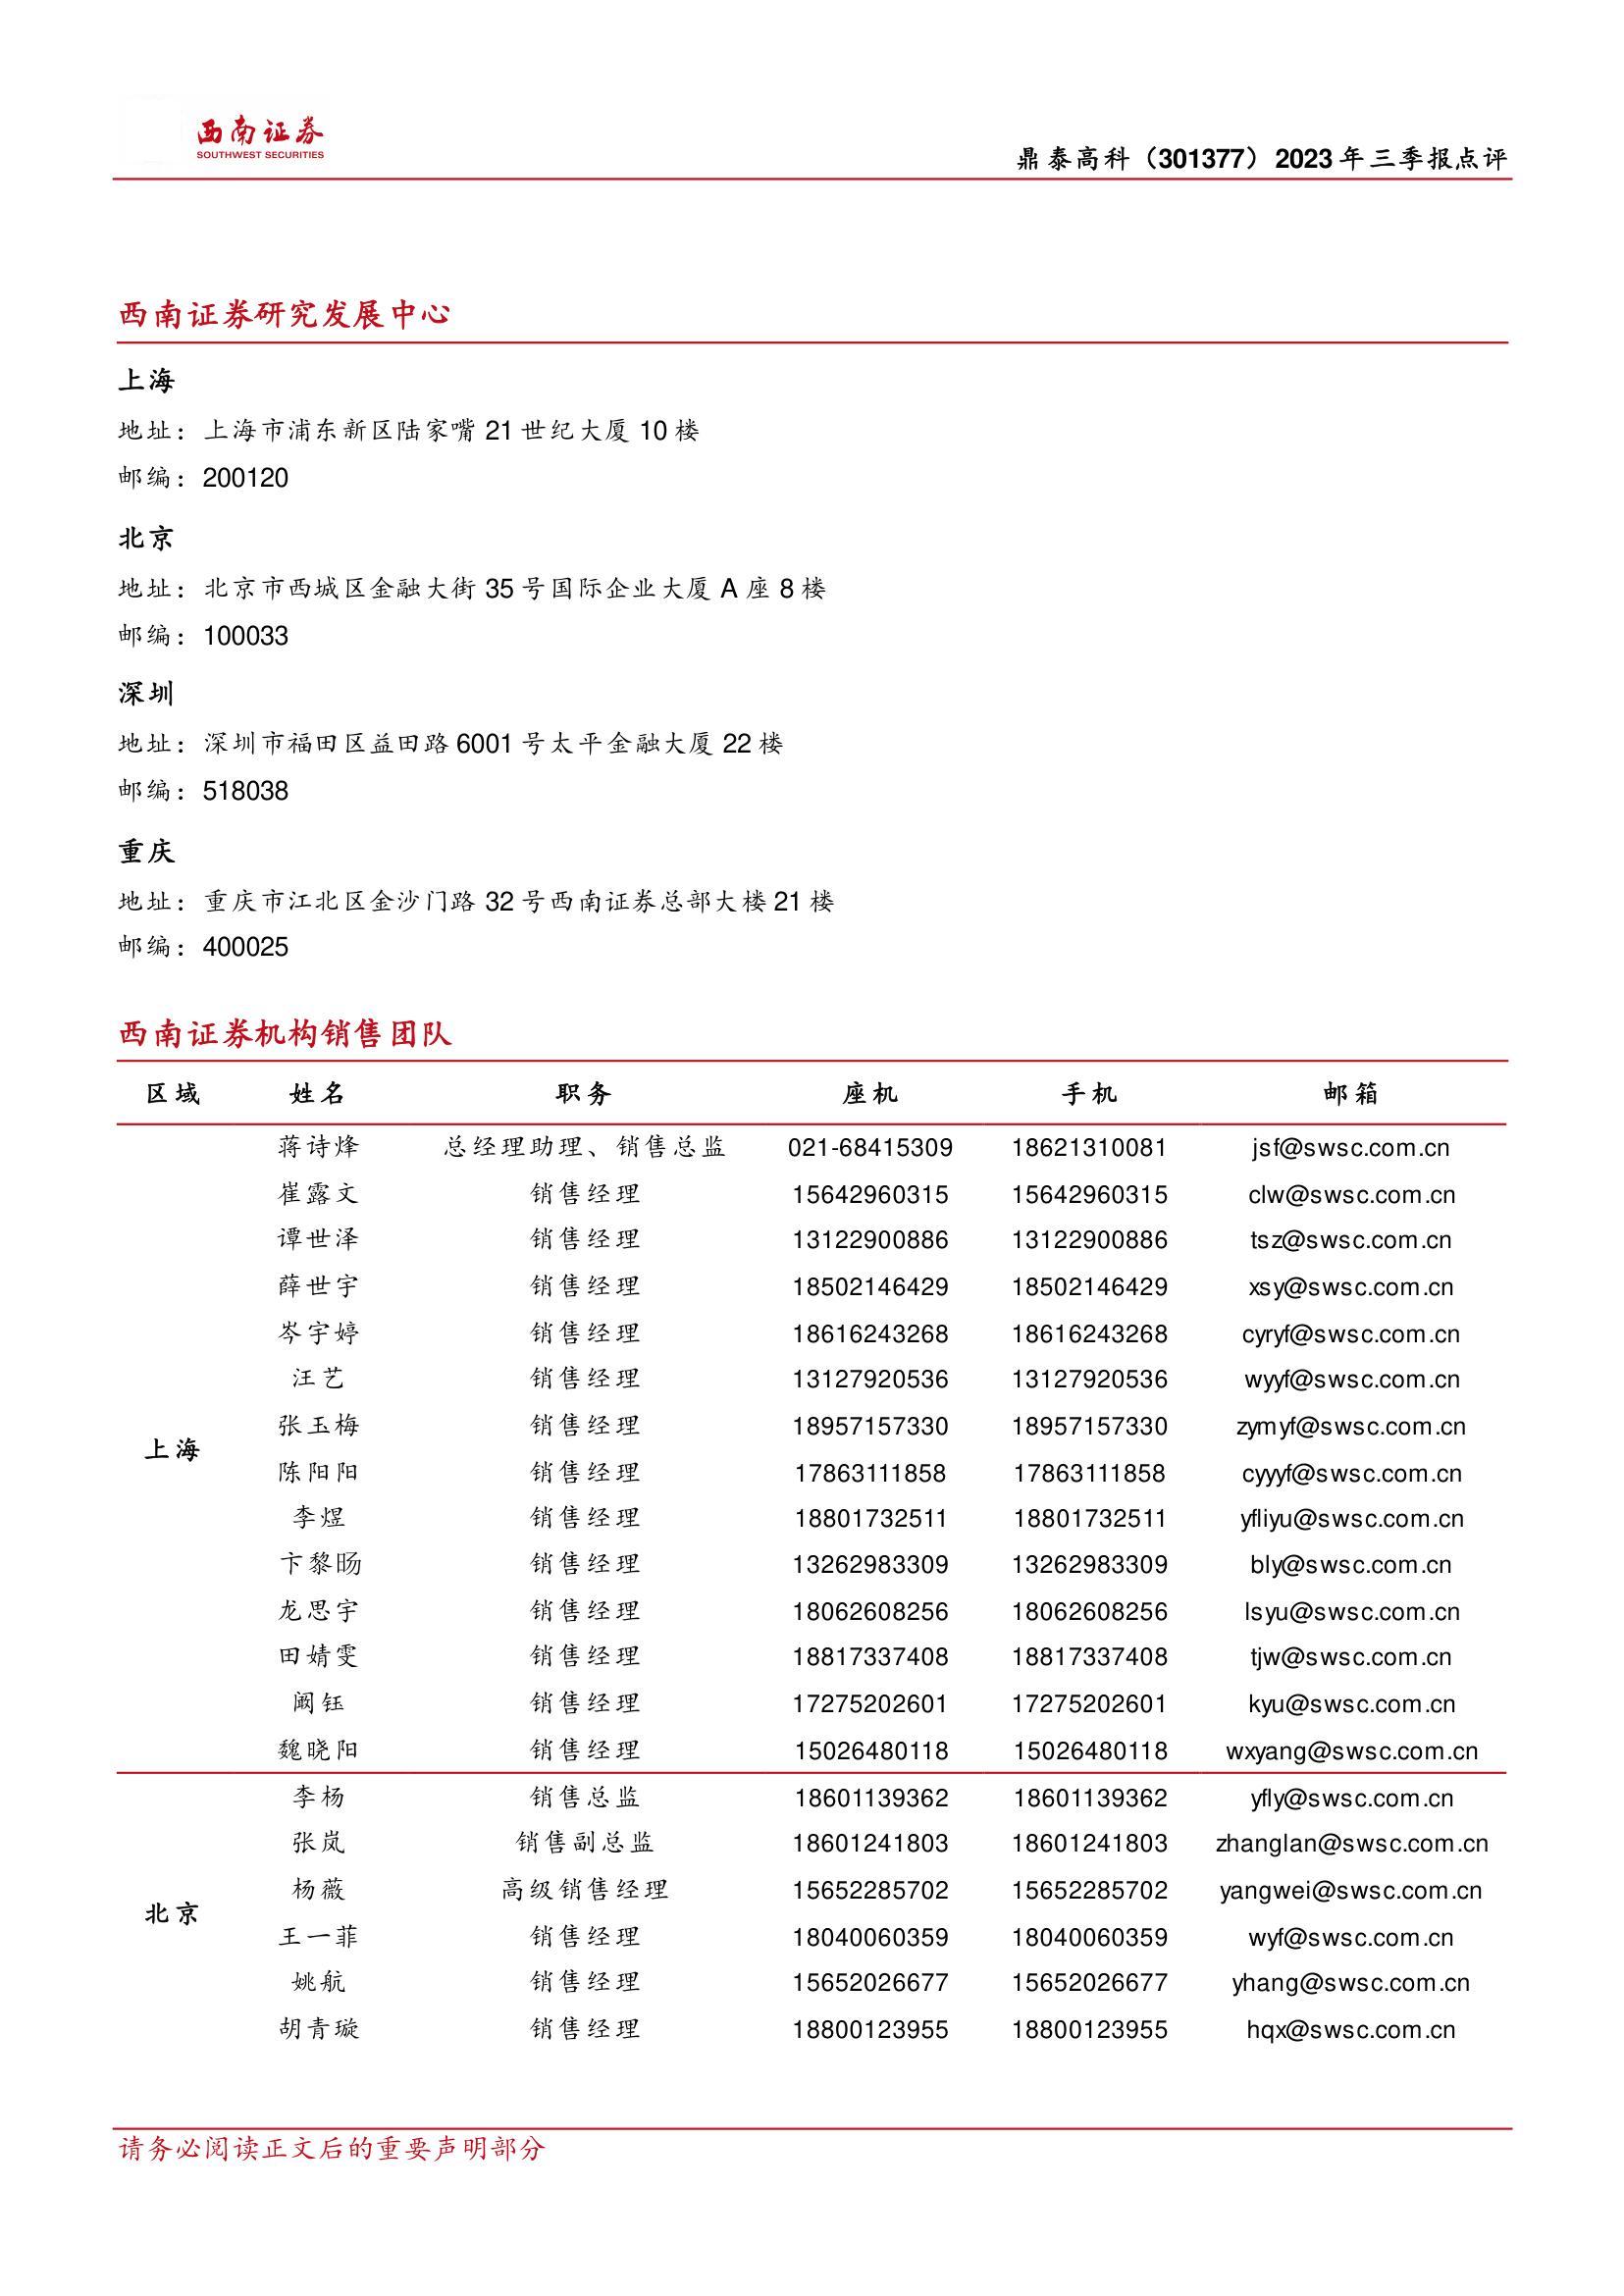 西南证券
SOUTHWEST SECURITIES
鼎泰高科（301377）2023年三季报点评
西南证券研究发展中心
上海
地址：上海市浦东新区陆家嘴21世纪大厦10楼
邮编：200120
北京
地址：北京市西城区金融大街35号国际企业大厦A座8楼
邮编：100033
深圳
地址：深圳市福田区益田路6001号太平金融大厦22楼
邮编：518038
重庆
地址：重庆市江北区金沙门路32号西南证券总部大楼21楼
邮编：400025
西南证券机构销售团队
区域 姓名 职务 座机 手机 邮箱
蒋诗烽 总经理助理、销售总监 021-68415309 18621310081 jsf@swsc.com.cn
崔露文 销售经理 15642960315 15642960315 clw@swsc.com.cn
谭世泽 销售经理 13122900886 13122900886 tsz@swsc.com.cn
薛世宇 销售经理 18502146429 18502146429 xsy@swsc.com.cn
岑宇婷 销售经理 18616243268 18616243268 cyryf@swsc.com.cn
汪艺 销售经理 13127920536 13127920536 wyyf@swsc.com.cn
张玉梅 销售经理 18957157330 18957157330 zymyf@swsc.com.cn
上海
陈阳阳 销售经理 17863111858 17863111858 cyyyf@swsc.com.cn
李煜 销售经理 18801732511 18801732511 yfliyu@swsc.com.cn
卞黎旸 销售经理 13262983309 13262983309 bly@swsc.com.cn
龙思宇 销售经理 18062608256 18062608256 lsyu@swsc.com.cn
田婧雯 销售经理 18817337408 18817337408 tjw@swsc.com.cn
阚钰 销售经理 17275202601 17275202601 kyu@swsc.com.cn
魏晓阳 销售经理 15026480118 15026480118 wxyang@swsc.com.cn
李杨 销售总监 18601139362 18601139362 yfly@swsc.com.cn
张岚 销售副总监 18601241803 18601241803 zhanglan@swsc.com.cn
杨薇 高级销售经理 15652285702 15652285702 yangwei@swsc.com.cn
北京
王一菲 销售经理 18040060359 18040060359 wyf@swsc.com.cn
姚航 销售经理 15652026677 15652026677 yhang@swsc.com.cn
胡青璇 销售经理 18800123955 18800123955 hqx@swsc.com.cn
请务必阅读正文后的重要声明部分